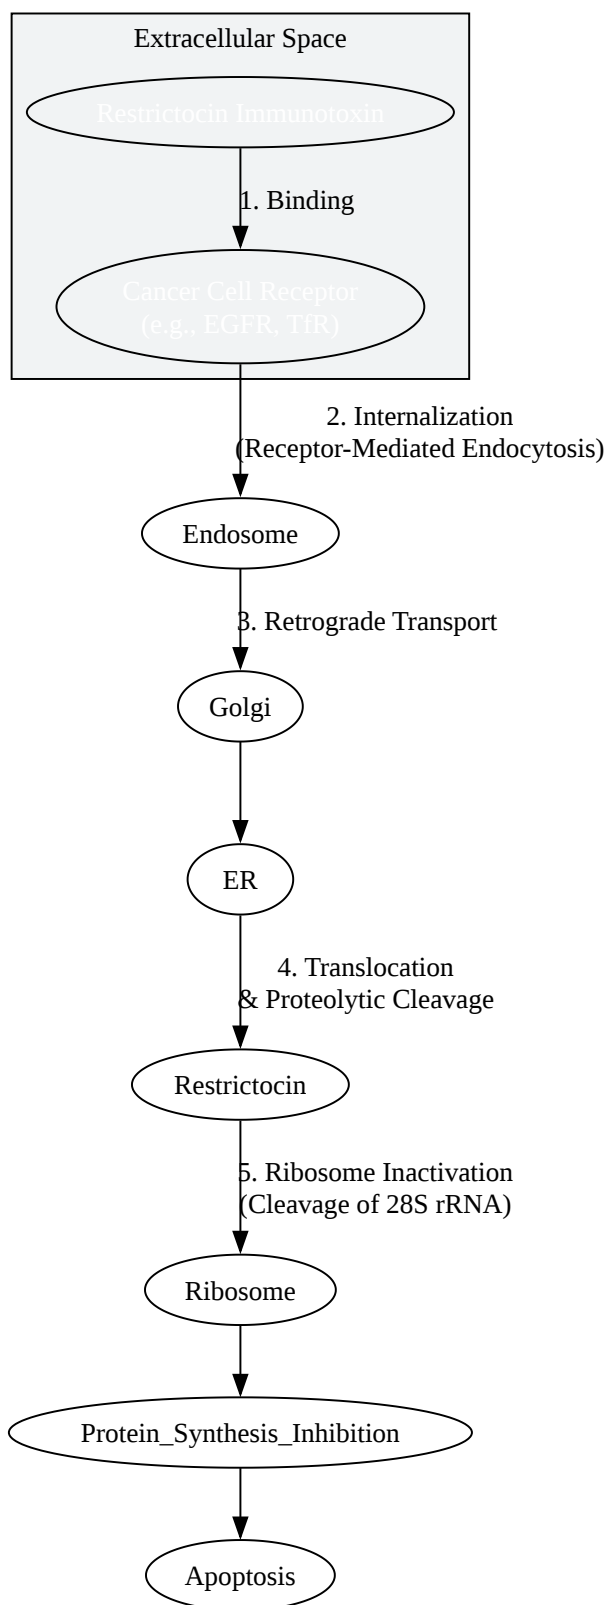 Extracellular Space
Restrictocin Immunotoxin
1. Binding
Cancer Cell Receptor
(e.g., EGFR, TfR)
2. Internalization
(Receptor-Mediated Endocytosis)
Endosome
3. Retrograde Transport
Golgi
ER
4. Translocation
& Proteolytic Cleavage
Restrictocin
5. Ribosome Inactivation
(Cleavage of 28S rRNA)
Ribosome
Protein_Synthesis_Inhibition
Apoptosis